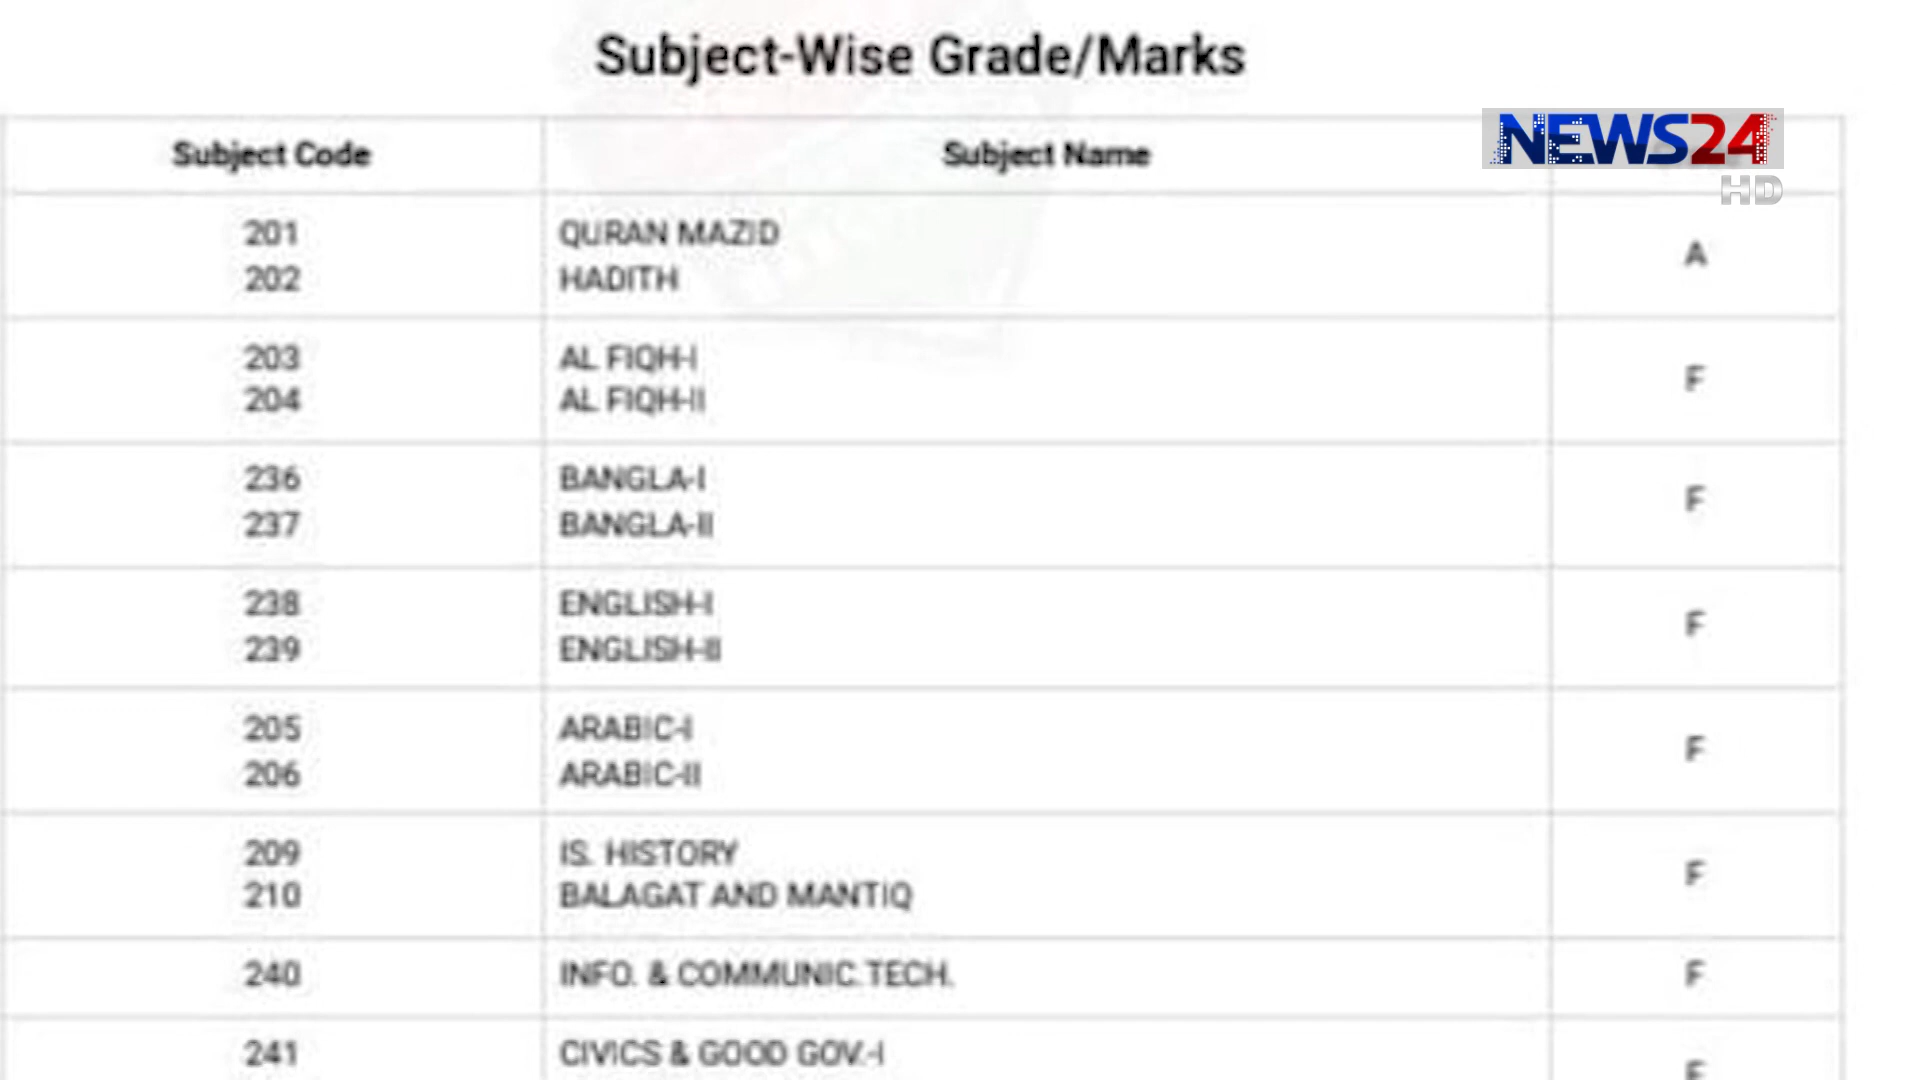 Subject-Wise Grade/Marks
NEWS24
HD
Subject Code Subject Name
201 QURAN MAZID
202 HADITH
A
203 AL FIQH-I
204 AL FIQH-II
F
236 BANGLA-I
237 BANGLA-II
F
238 ENGLISH-I
239 ENGLISH-II
F
205 ARABIC-I
206 ARABIC-II
F
209 IS. HISTORY
210 BALAGAT AND MANTIQ
F
240 INFO. & COMMUNIC.TECH. F
241 CIVICS & GOOD GOV.-I